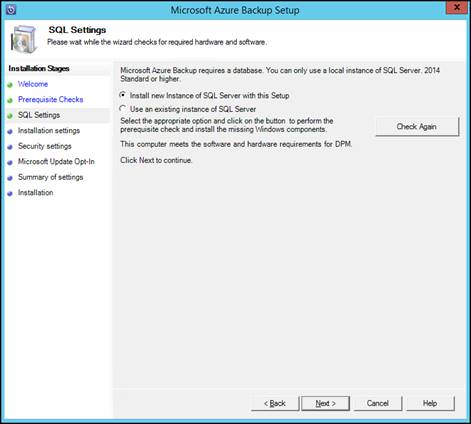 Microsoft Azure Backup Setup
x
SQL Settings
Please wait while the wizard checks for required hardware and software.
Installation Stages
Welcome
Prerequisite Checks
SQL Settings
Installation settings
Security settings
Microsoft Update Opt-In
Summary of settings
Installation
Microsoft Azure Backup requires a database. You can only use a local instance of SQL Server. 2014
Standard or higher.
Install new Instance of SQL Server with this Setup
Use an existing instance of SQL Server
Select the appropriate option and click on the button to perform the
prerequisite check and install the missing Windows components.
Check Again
This computer meets the software and hardware requirements for DPM.
Click Next to continue.
< Back
Next >
Cancel
Help